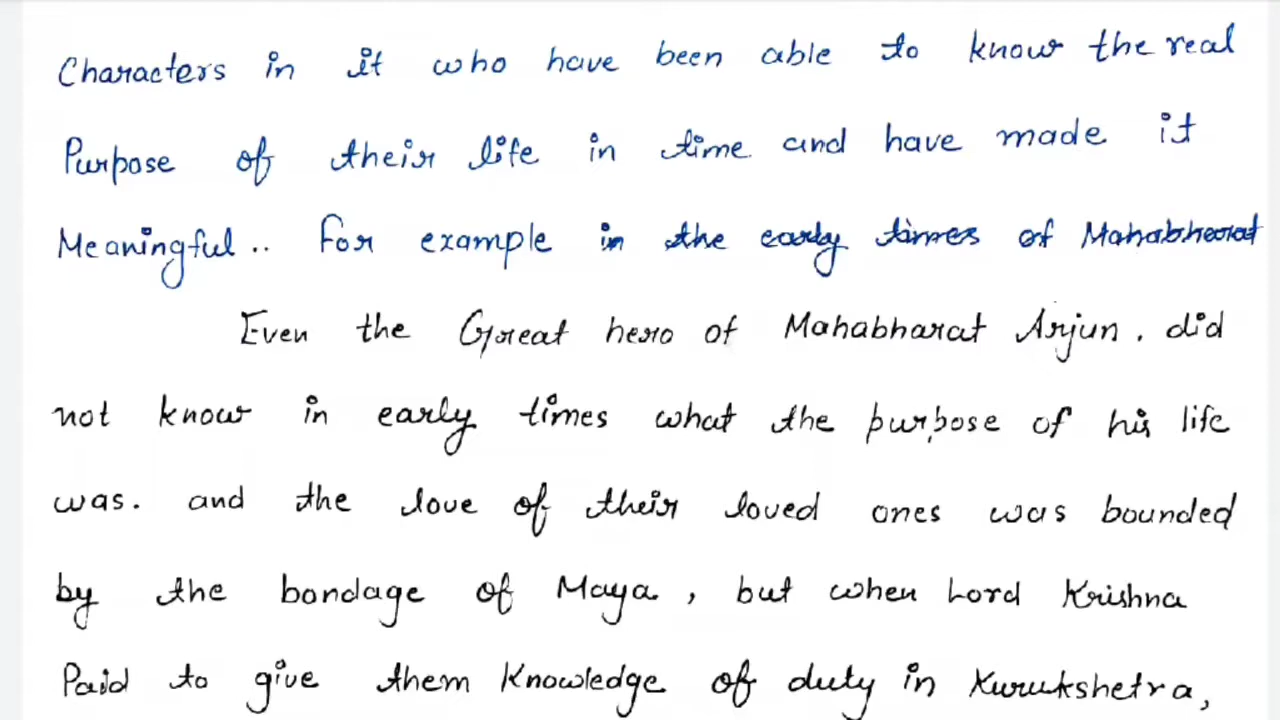 Characters in it who have been able to know the real
Purpose of their life in time and have made it
Meaningful.. For example in the early times of Mahabharat
Even the Great hero of Mahabharat Arjun. did
not know in early times what the purpose of his life
was. and the love of their loved ones was bounded
by the bondage of Maya, but when Lord Krishna
Paid to give them Knowledge of duty in Kurukshetra,